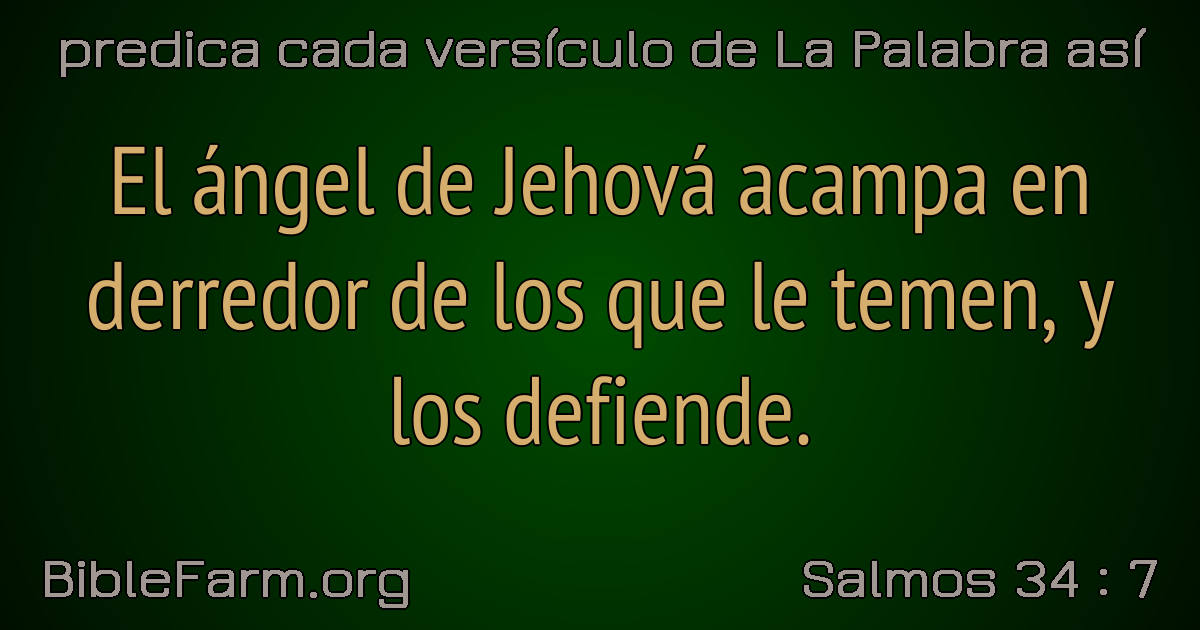 predica cada versículo de La Palabra así
El ángel de Jehová acampa en
derredor de los que le temen, y
los defiende.
BibleFarm.org
Salmos 34 : 7